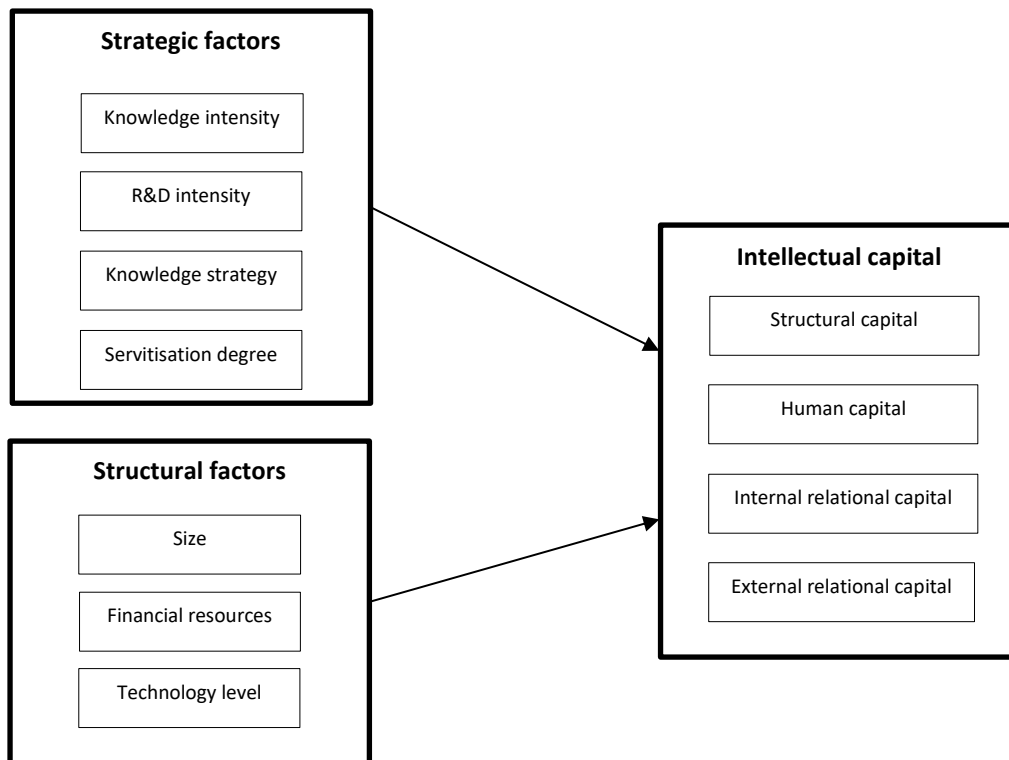 Strategic factors
Knowledge intensity
R&D intensity
Knowledge strategy
Servitisation degree
Structural factors
Size
Financial resources
Technology level
Intellectual capital
Structural capital
Human capital
Internal relational capital
External relational capital